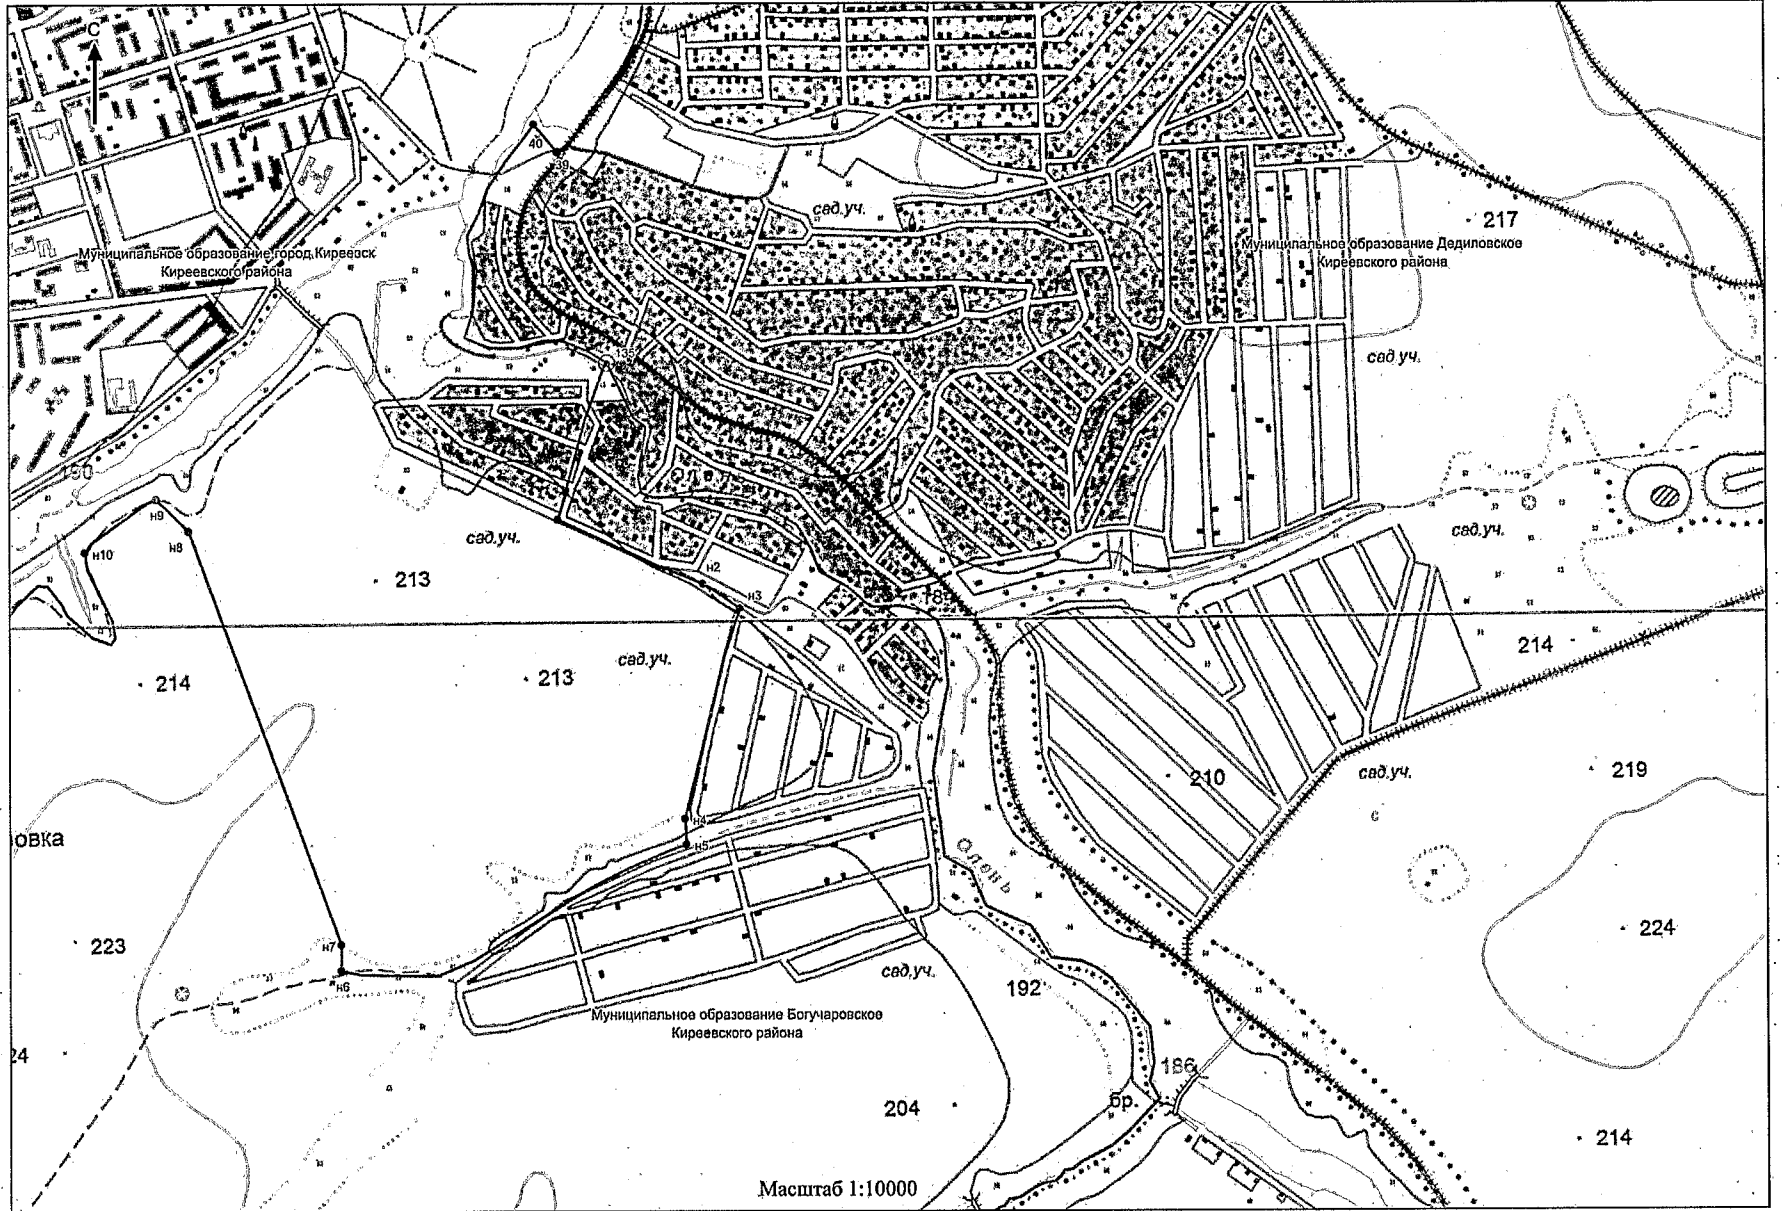 С
40
39
сад.уч.
217
Муниципальное образование город Киреевск
Киреевского района
Муниципальное образование Дедиловское
Киреевского района
135
сад.уч.
190
н9
н8
н10
сад.уч.
сад.уч.
213
н2
н3
214
213
сад.уч.
214
210
сад.уч.
219
н4
н5
овка
Олень
223
н7
н6
224
сад.уч.
192
Муниципальное образование Богучаровское
Киреевского района
24
186
бр.
204
214
Масштаб 1:10000